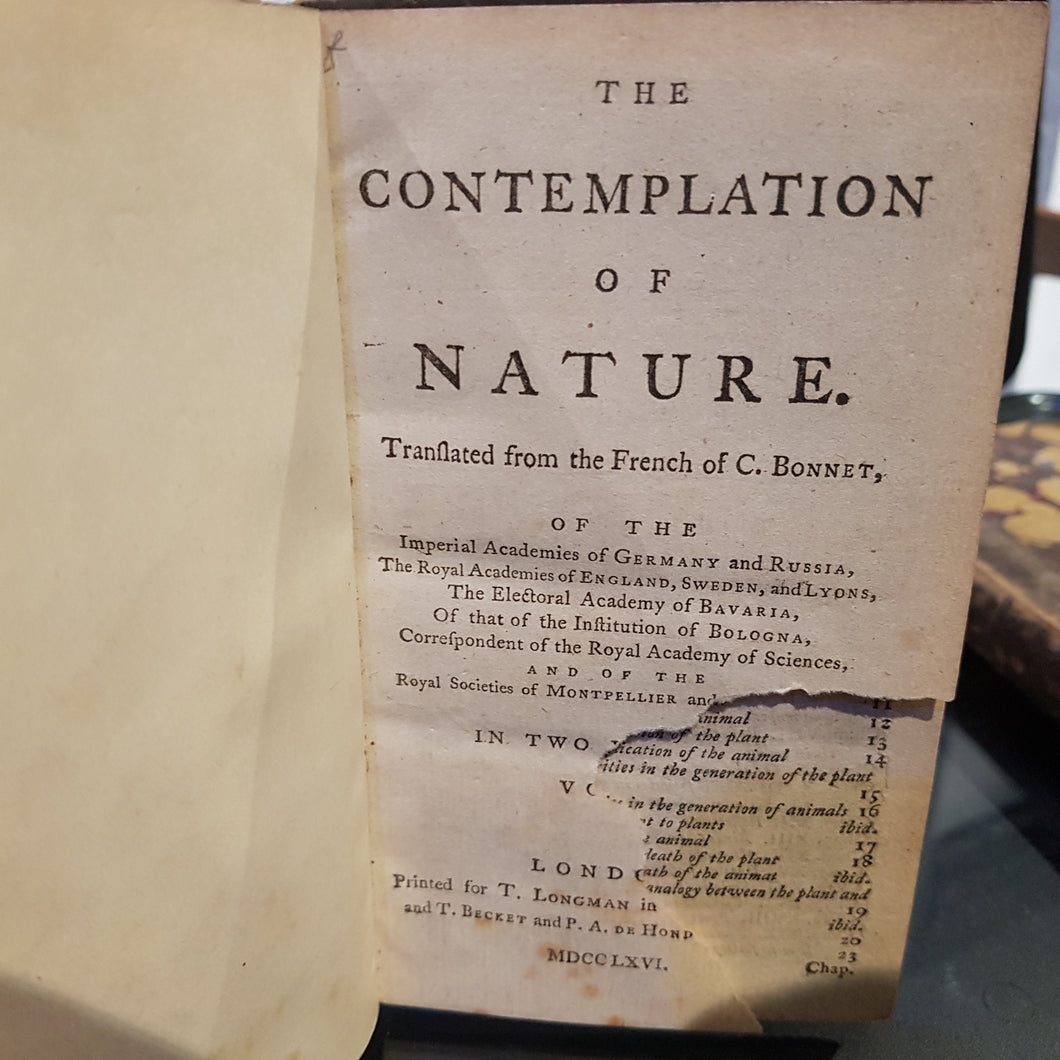 THE
CONTEMPLATION
OF
NATURE.
Tranſlated from the French of C. BONNET,
OF THE
Imperial Academies of GERMANY and RUSSIA,
The Royal Academies of ENGLAND, SWEDEN, and LYONS,
The Electoral Academy of BAVARIA,
Of that of the Inſtitution of BOLOGNA,
Correſpondent of the Royal Academy of Sciences,
AND OF THE
Royal Societies of MONTPELLIER and
11
animal 12
of the plant 13
IN TWO
of the animal 14
in the generation of the plant
15
in the generation of animals 16
to plants ibid.
animal 17
death of the plant 18
LOND
of the animal ibid.
analogy between the plant and
Printed for T. LONGMAN in
19
and T. BECKET and P. A. DE HOND
ibid.
20
23
MDCCLXVI.
Chap.